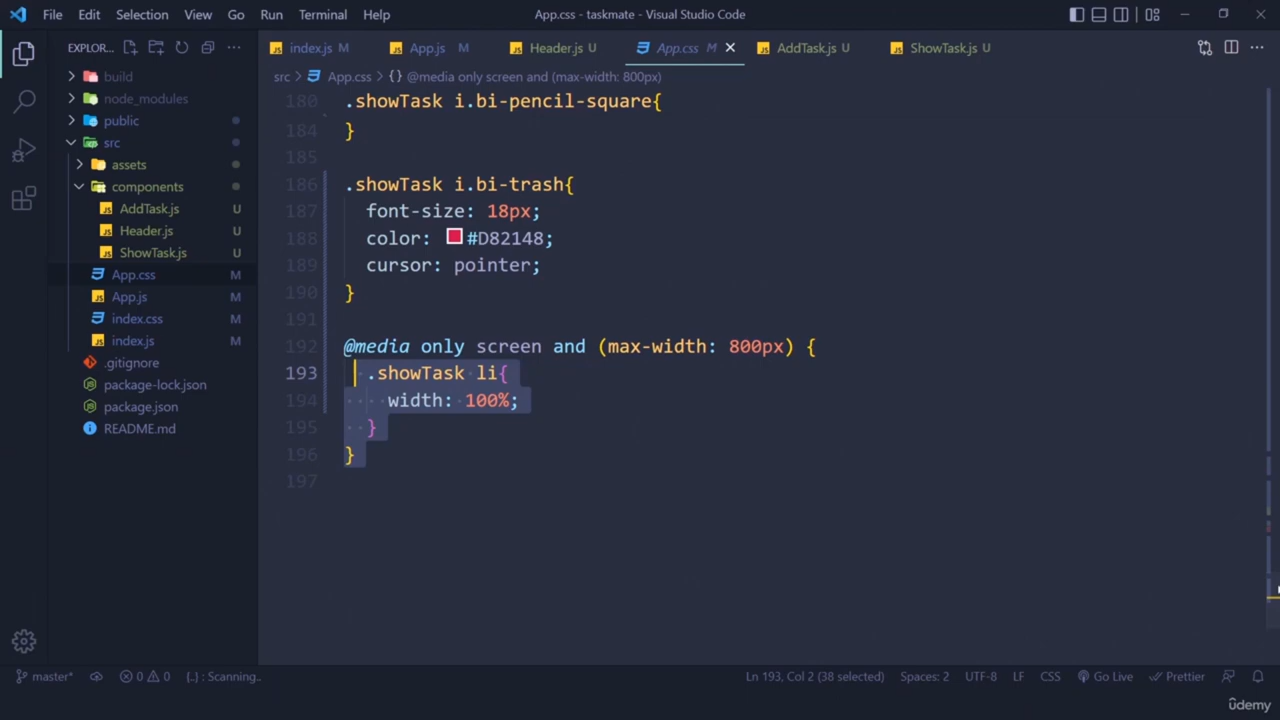 File Edit Selection View Go Run Terminal Help App.css - taskmate - Visual Studio Code
EXPLOR... index.js M App.js M Header.js U App.css M AddTask.js U ShowTask.js U
src > App.css > {} @media only screen and (max-width: 800px)
build
node_modules
public
src
assets
components
AddTask.js U
Header.js U
ShowTask.js U
App.css M
App.js M
index.css M
index.js M
.gitignore
package-lock.json
package.json
README.md
180 .showTask i.bi-pencil-square{
184 }
185
186 .showTask i.bi-trash{
187 font-size: 18px;
188 color: #D82148;
189 cursor: pointer;
190 }
191
192 @media only screen and (max-width: 800px) {
193 .showTask li{
194 width: 100%;
195 }
196 }
197
master* 0 0 {..} : Scanning.. Ln 193, Col 2 (38 selected) Spaces: 2 UTF-8 LF CSS Go Live Prettier
ûdemy